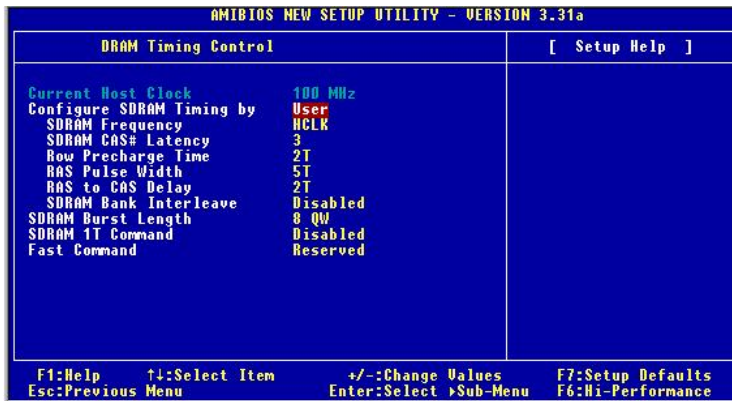 AMIBIOS NEW SETUP UTILITY - VERSION 3.31a
DRAM Timing Control [ Setup Help ]
Current Host Clock 100 MHz
Configure SDRAM Timing by User
SDRAM Frequency HCLK
SDRAM CAS# Latency 3
Row Precharge Time 2T
RAS Pulse Width 5T
RAS to CAS Delay 2T
SDRAM Bank Interleave Disabled
SDRAM Burst Length 8 QW
SDRAM 1T Command Disabled
Fast Command Reserved
F1:Help ↑↓:Select Item +/-:Change Values F7:Setup Defaults
Esc:Previous Menu Enter:Select ▸Sub-Menu F6:Hi-Performance